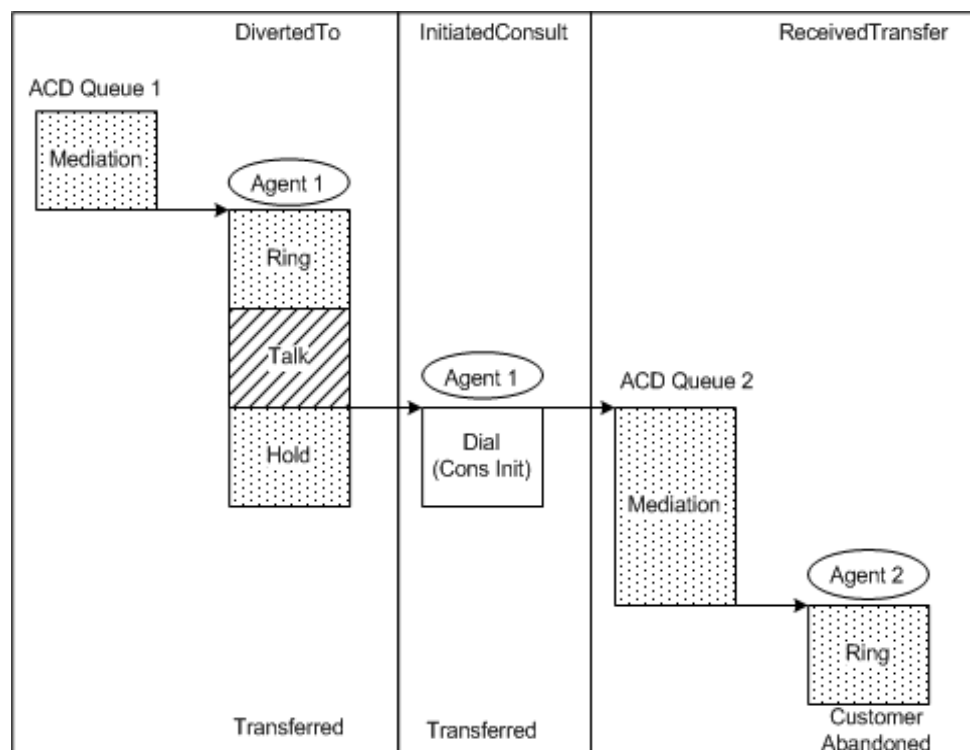 DivertedTo
InitiatedConsult
ReceivedTransfer
ACD Queue 1
Mediation
Agent 1
Ring
Talk
Hold
Agent 1
Dial
(Cons Init)
ACD Queue 2
Mediation
Agent 2
Ring
Transferred
Transferred
Customer
Abandoned